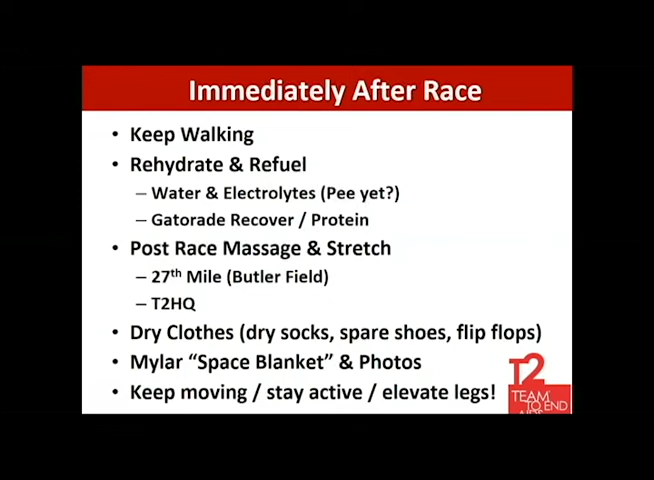 Immediately After Race
• Keep Walking
• Rehydrate & Refuel
– Water & Electrolytes (Pee yet?)
– Gatorade Recover / Protein
• Post Race Massage & Stretch
– 27th Mile (Butler Field)
– T2HQ
• Dry Clothes (dry socks, spare shoes, flip flops)
• Mylar “Space Blanket” & Photos
• Keep moving / stay active / elevate legs!
T2
TEAM
TO END